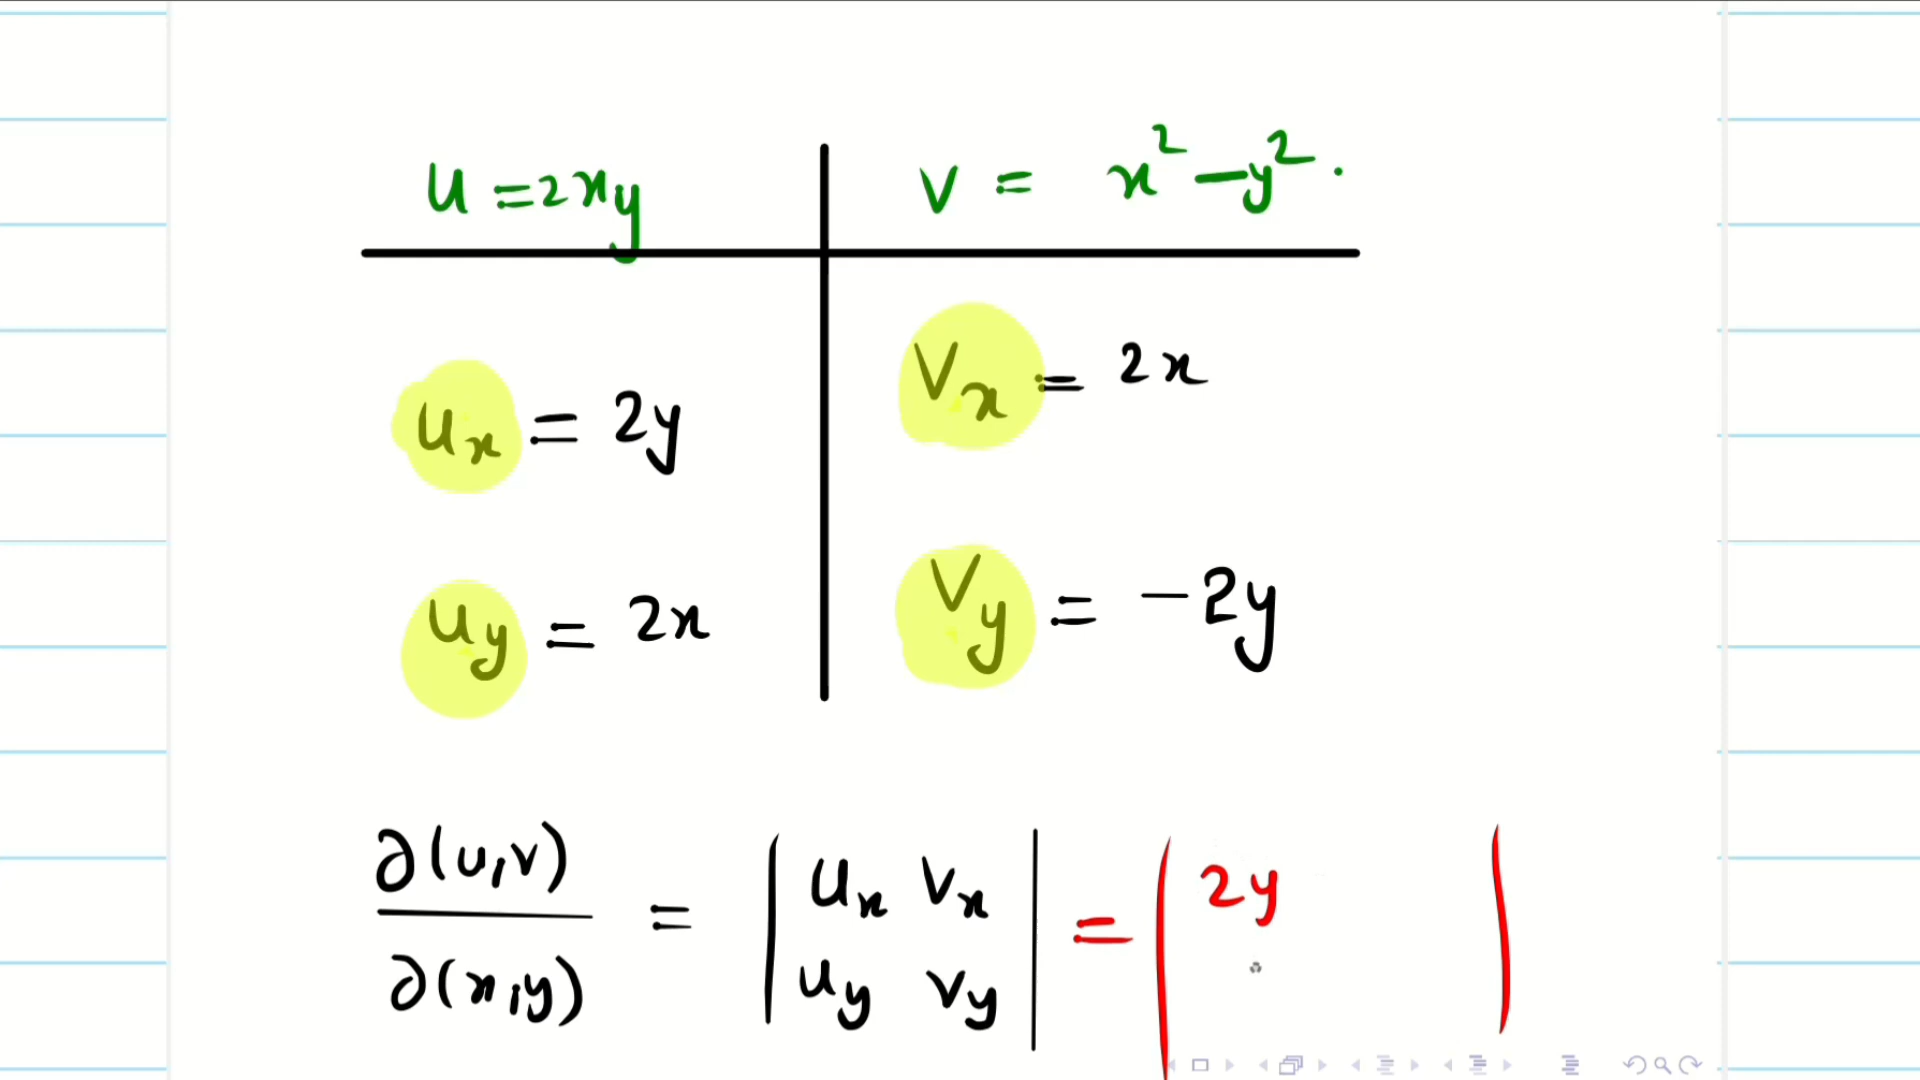 u = 2xy
v = x² - y².
uₓ = 2y
vₓ = 2x
u_y = 2x
v_y = -2y
∂(u,v) / ∂(x,y) = | uₓ vₓ | = | 2y |
| u_y v_y |